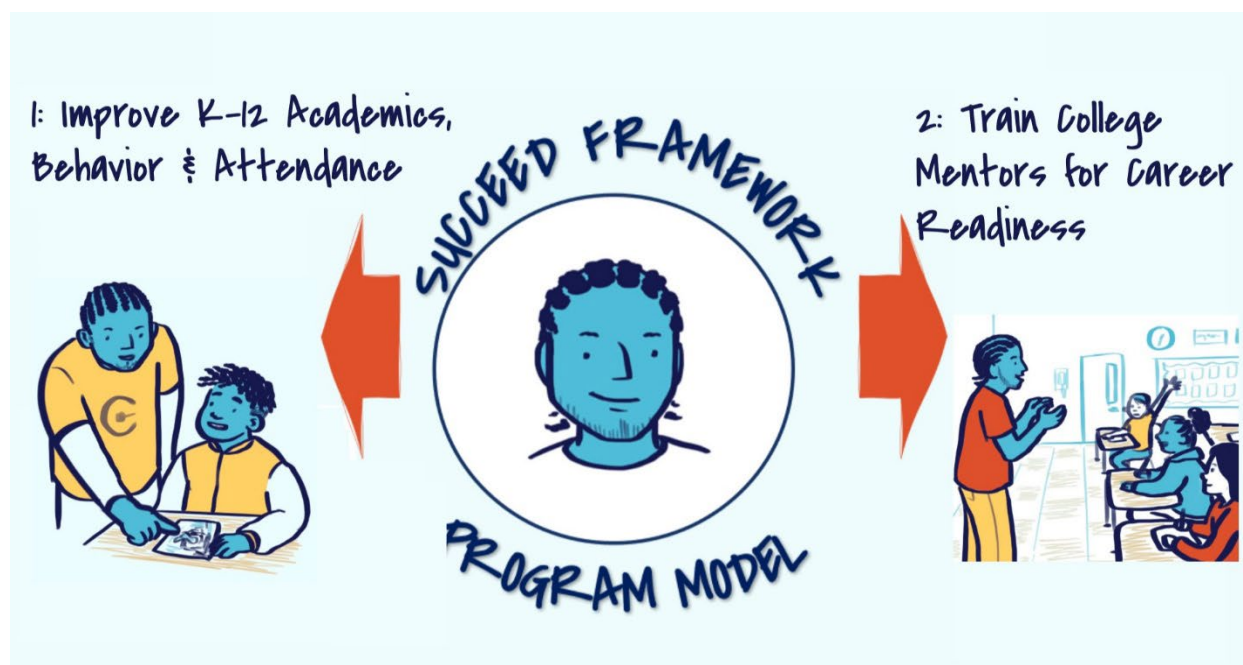 1: Improve K-12 Academics,
Behavior & Attendance
SUCCEED FRAMEWORK
PROGRAM MODEL
2: Train College
Mentors for Career
Readiness
C